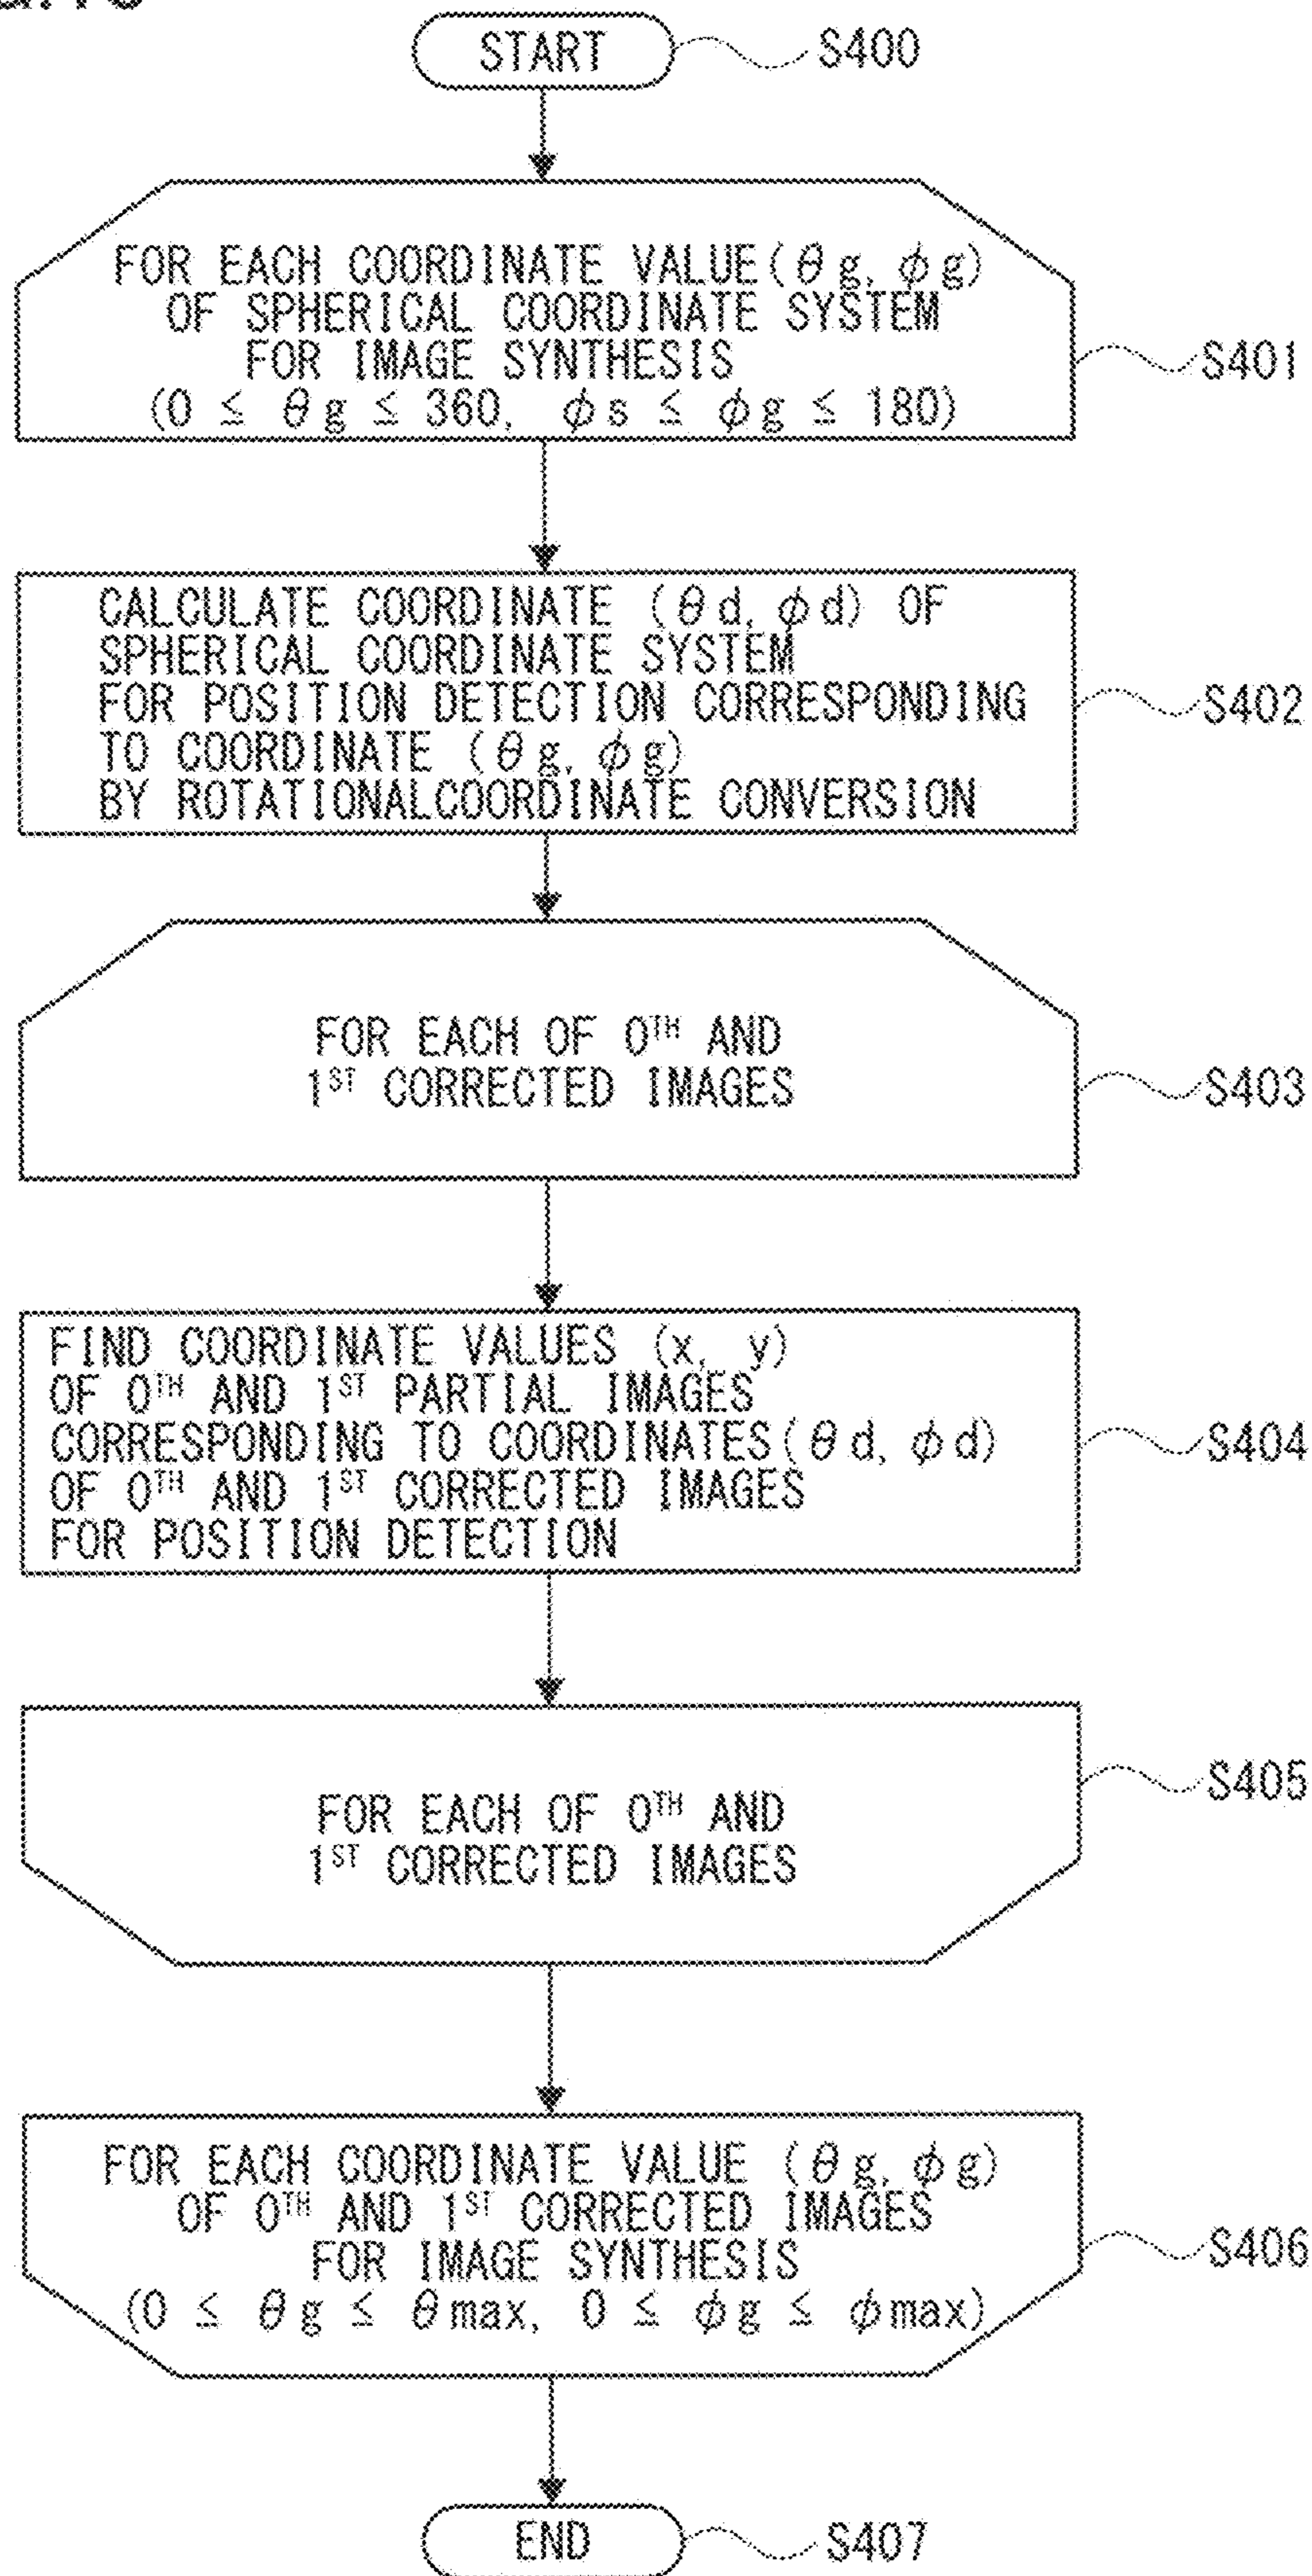 START
S400
FOR EACH COORDINATE VALUE(θg, φg)
OF SPHERICAL COORDINATE SYSTEM
FOR IMAGE SYNTHESIS
(0 ≦ θg ≦ 360, φs ≦ φg ≦ 180)
S401
CALCULATE COORDINATE (θd, φd) OF
SPHERICAL COORDINATE SYSTEM
FOR POSITION DETECTION CORRESPONDING
TO COORDINATE (θg, φg)
BY ROTATIONALCOORDINATE CONVERSION
S402
FOR EACH OF 0TH AND
1ST CORRECTED IMAGES
S403
FIND COORDINATE VALUES (x, y)
OF 0TH AND 1ST PARTIAL IMAGES
CORRESPONDING TO COORDINATES(θd, φd)
OF 0TH AND 1ST CORRECTED IMAGES
FOR POSITION DETECTION
S404
FOR EACH OF 0TH AND
1ST CORRECTED IMAGES
S405
FOR EACH COORDINATE VALUE (θg, φg)
OF 0TH AND 1ST CORRECTED IMAGES
FOR IMAGE SYNTHESIS
(0 ≦ θg ≦ θmax, 0 ≦ φg ≦ φmax)
S406
END
S407